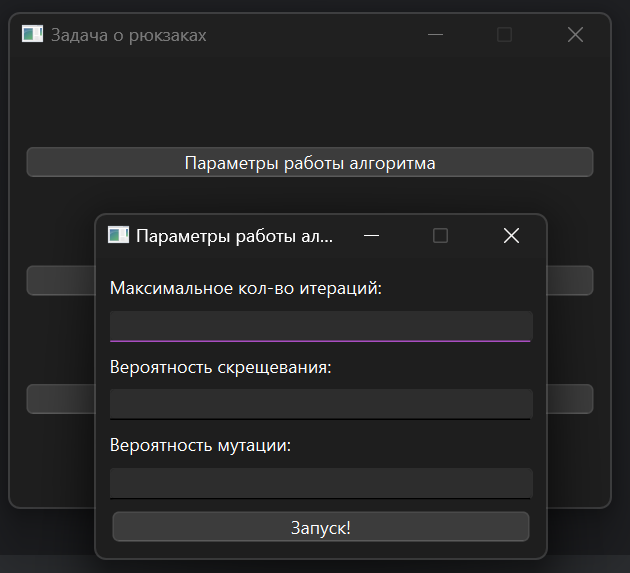 Задача о рюкзаках
Параметры работы алгоритма
Параметры работы ал...
Максимальное кол-во итераций:
Вероятность скрещевания:
Вероятность мутации:
Запуск!